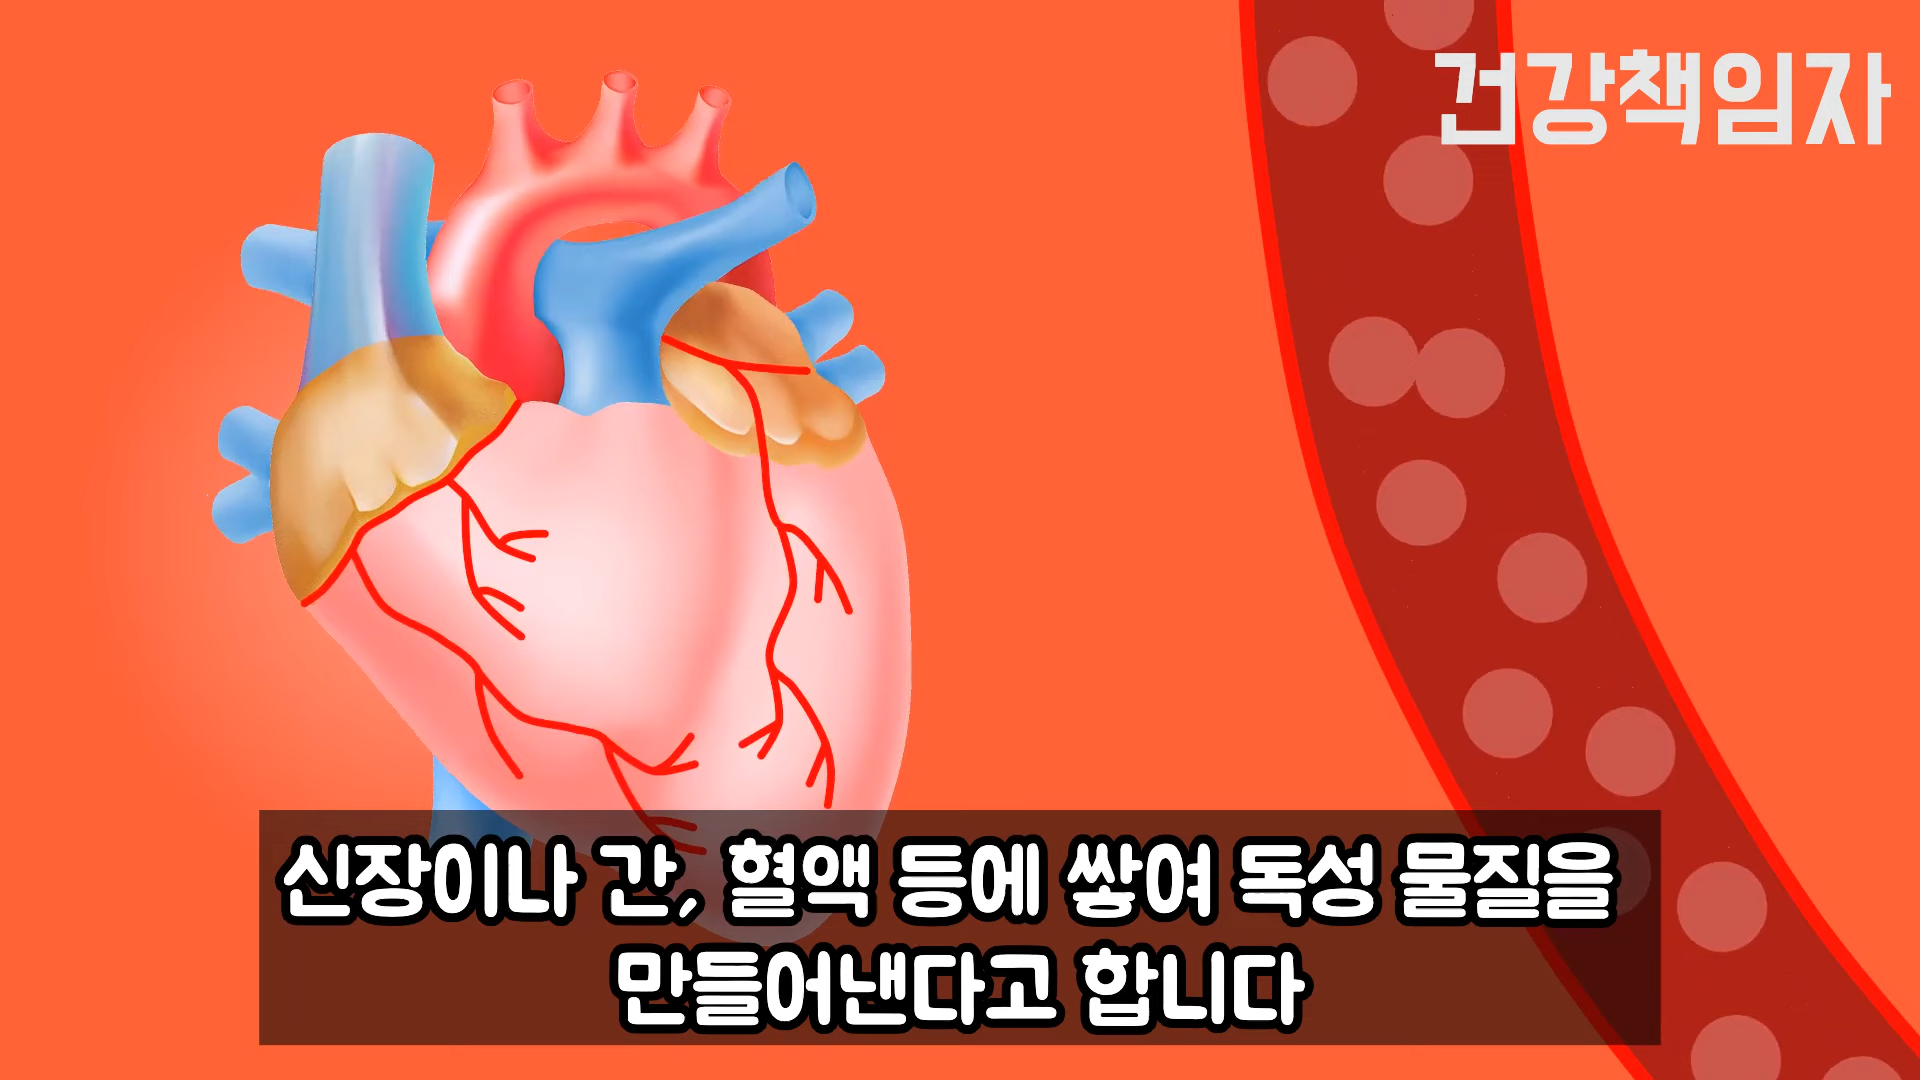 건강책임자
신장이나 간, 혈액 등에 쌓여 독성 물질을
만들어낸다고 합니다